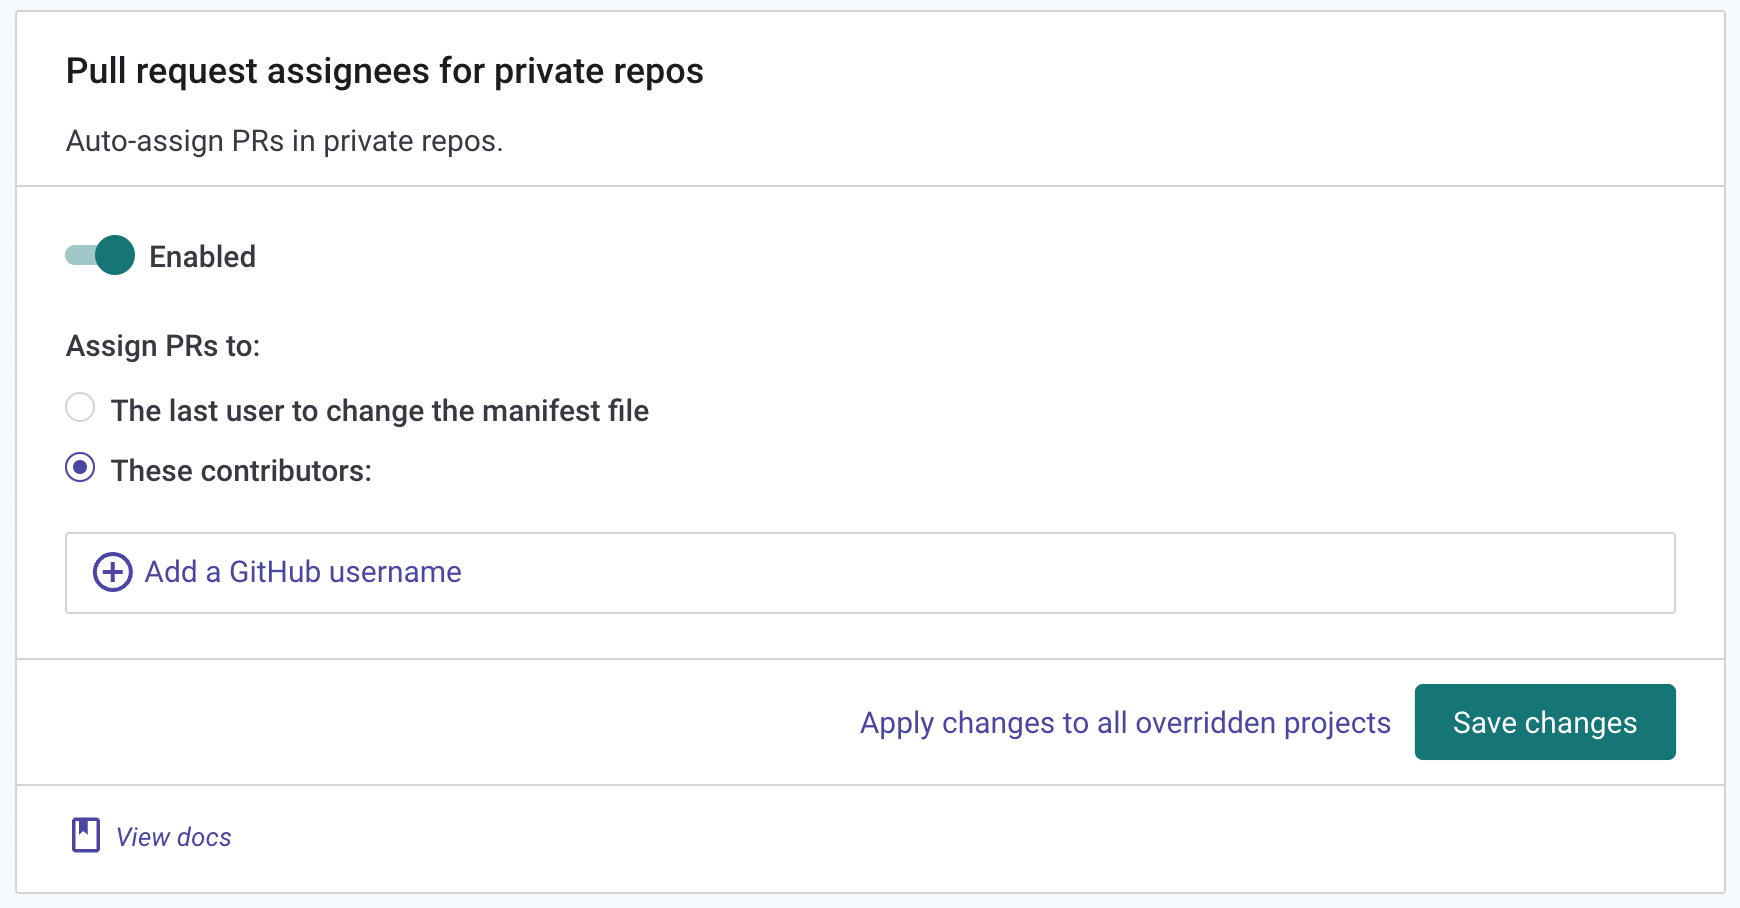 Pull request assignees for private repos
Auto-assign PRs in private repos.
Enabled
Assign PRs to:
The last user to change the manifest file
These contributors:
Add a GitHub username
Apply changes to all overridden projects
Save changes
View docs